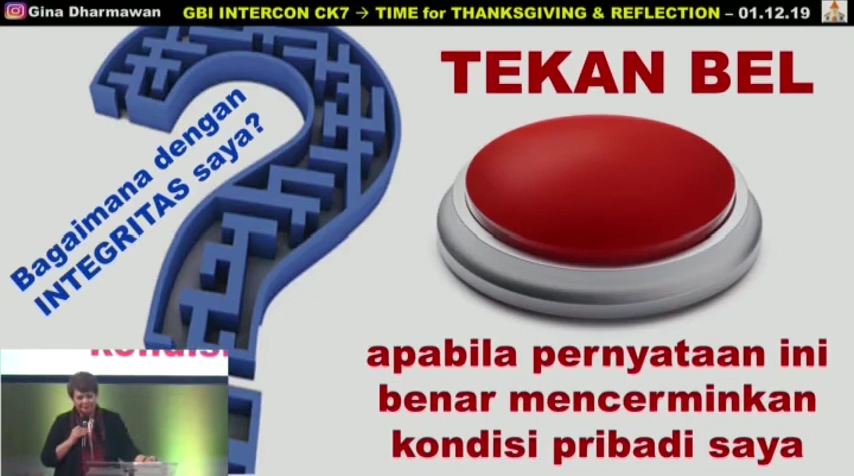 Gina Dharmawan GBI INTERCON CK7 → TIME for THANKSGIVING & REFLECTION – 01.12.19
TEKAN BEL
Bagaimana dengan
INTEGRITAS saya?
apabila pernyataan ini
benar mencerminkan
kondisi pribadi saya
kondisi